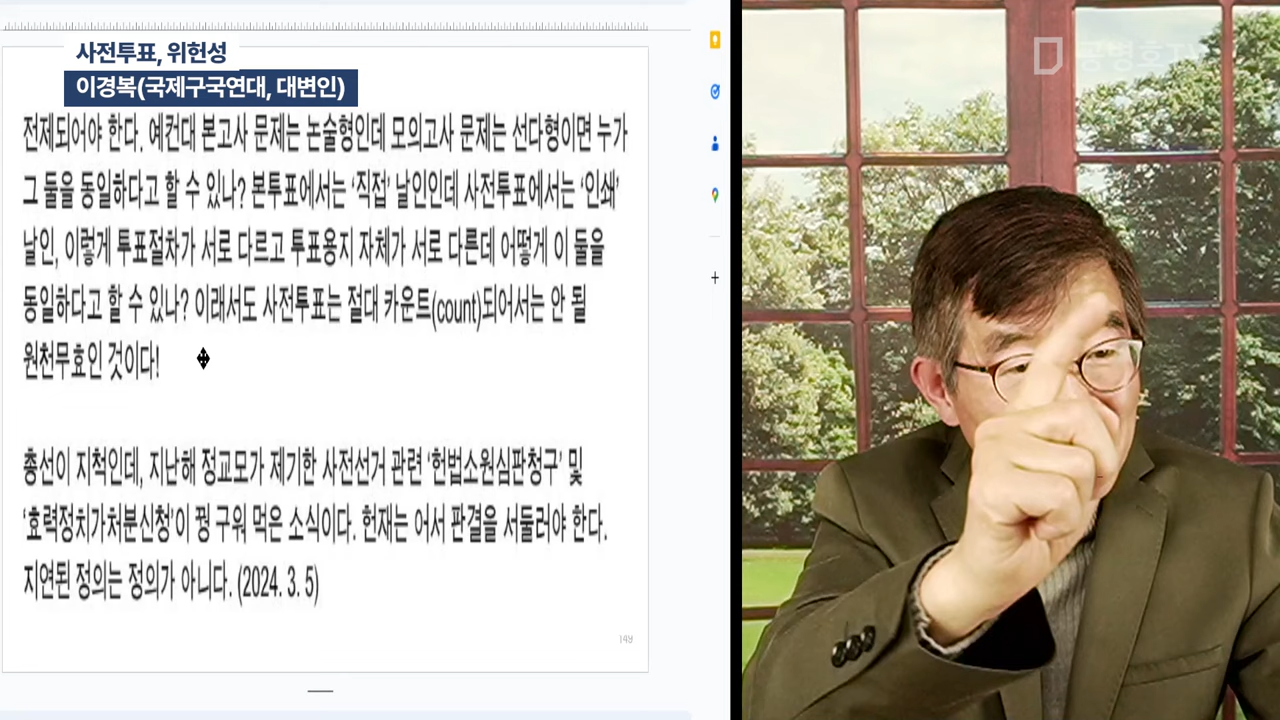 사전투표, 위헌성
이경복(국제구국연대, 대변인)
전제되어야 한다. 예컨대 본고사 문제는 논술형인데 모의고사 문제는 선다형이면 누가
그 둘을 동일하다고 할 수 있나? 본투표에서는 ‘직접’ 날인인데 사전투표에서는 ‘인쇄’
날인, 이렇게 투표절차가 서로 다르고 투표용지 자체가 서로 다른데 어떻게 이 둘을
동일하다고 할 수 있나? 이래서도 사전투표는 절대 카운트(count)되어서는 안 될
원천무효인 것이다!
총선이 지척인데, 지난해 정교모가 제기한 사전선거 관련 ‘헌법소원심판청구’ 및
‘효력정치가처분신청’이 꿩 구워 먹은 소식이다. 헌재는 어서 판결을 서둘러야 한다.
지연된 정의는 정의가 아니다. (2024. 3. 5)
149
공병호TV